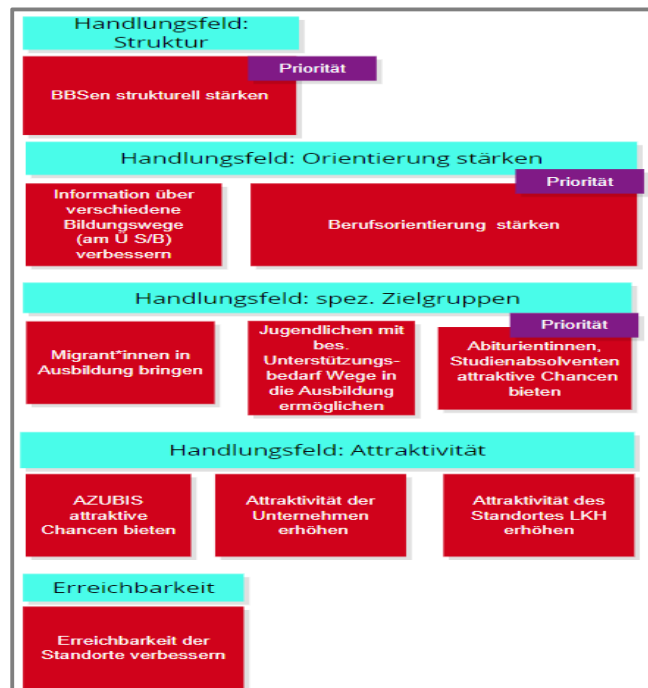 Handlungsfeld:
Struktur
Priorität
BBSen strukturell stärken
Handlungsfeld: Orientierung stärken
Priorität
Information über
verschiedene
Bildungswege
(am Ü S/B)
verbessern
Berufsorientierung stärken
Handlungsfeld: spez. Zielgruppen
Priorität
Migrant*innen in
Ausbildung bringen
Jugendlichen mit
bes.
Unterstützungs-
bedarf Wege in
die Ausbildung
ermöglichen
Abiturientinnen,
Studienabsolventen
attraktive Chancen
bieten
Handlungsfeld: Attraktivität
AZUBIS
attraktive
Chancen bieten
Attraktivität der
Unternehmen
erhöhen
Attraktivität des
Standortes LKH
erhöhen
Erreichbarkeit
Erreichbarkeit der
Standorte verbessern